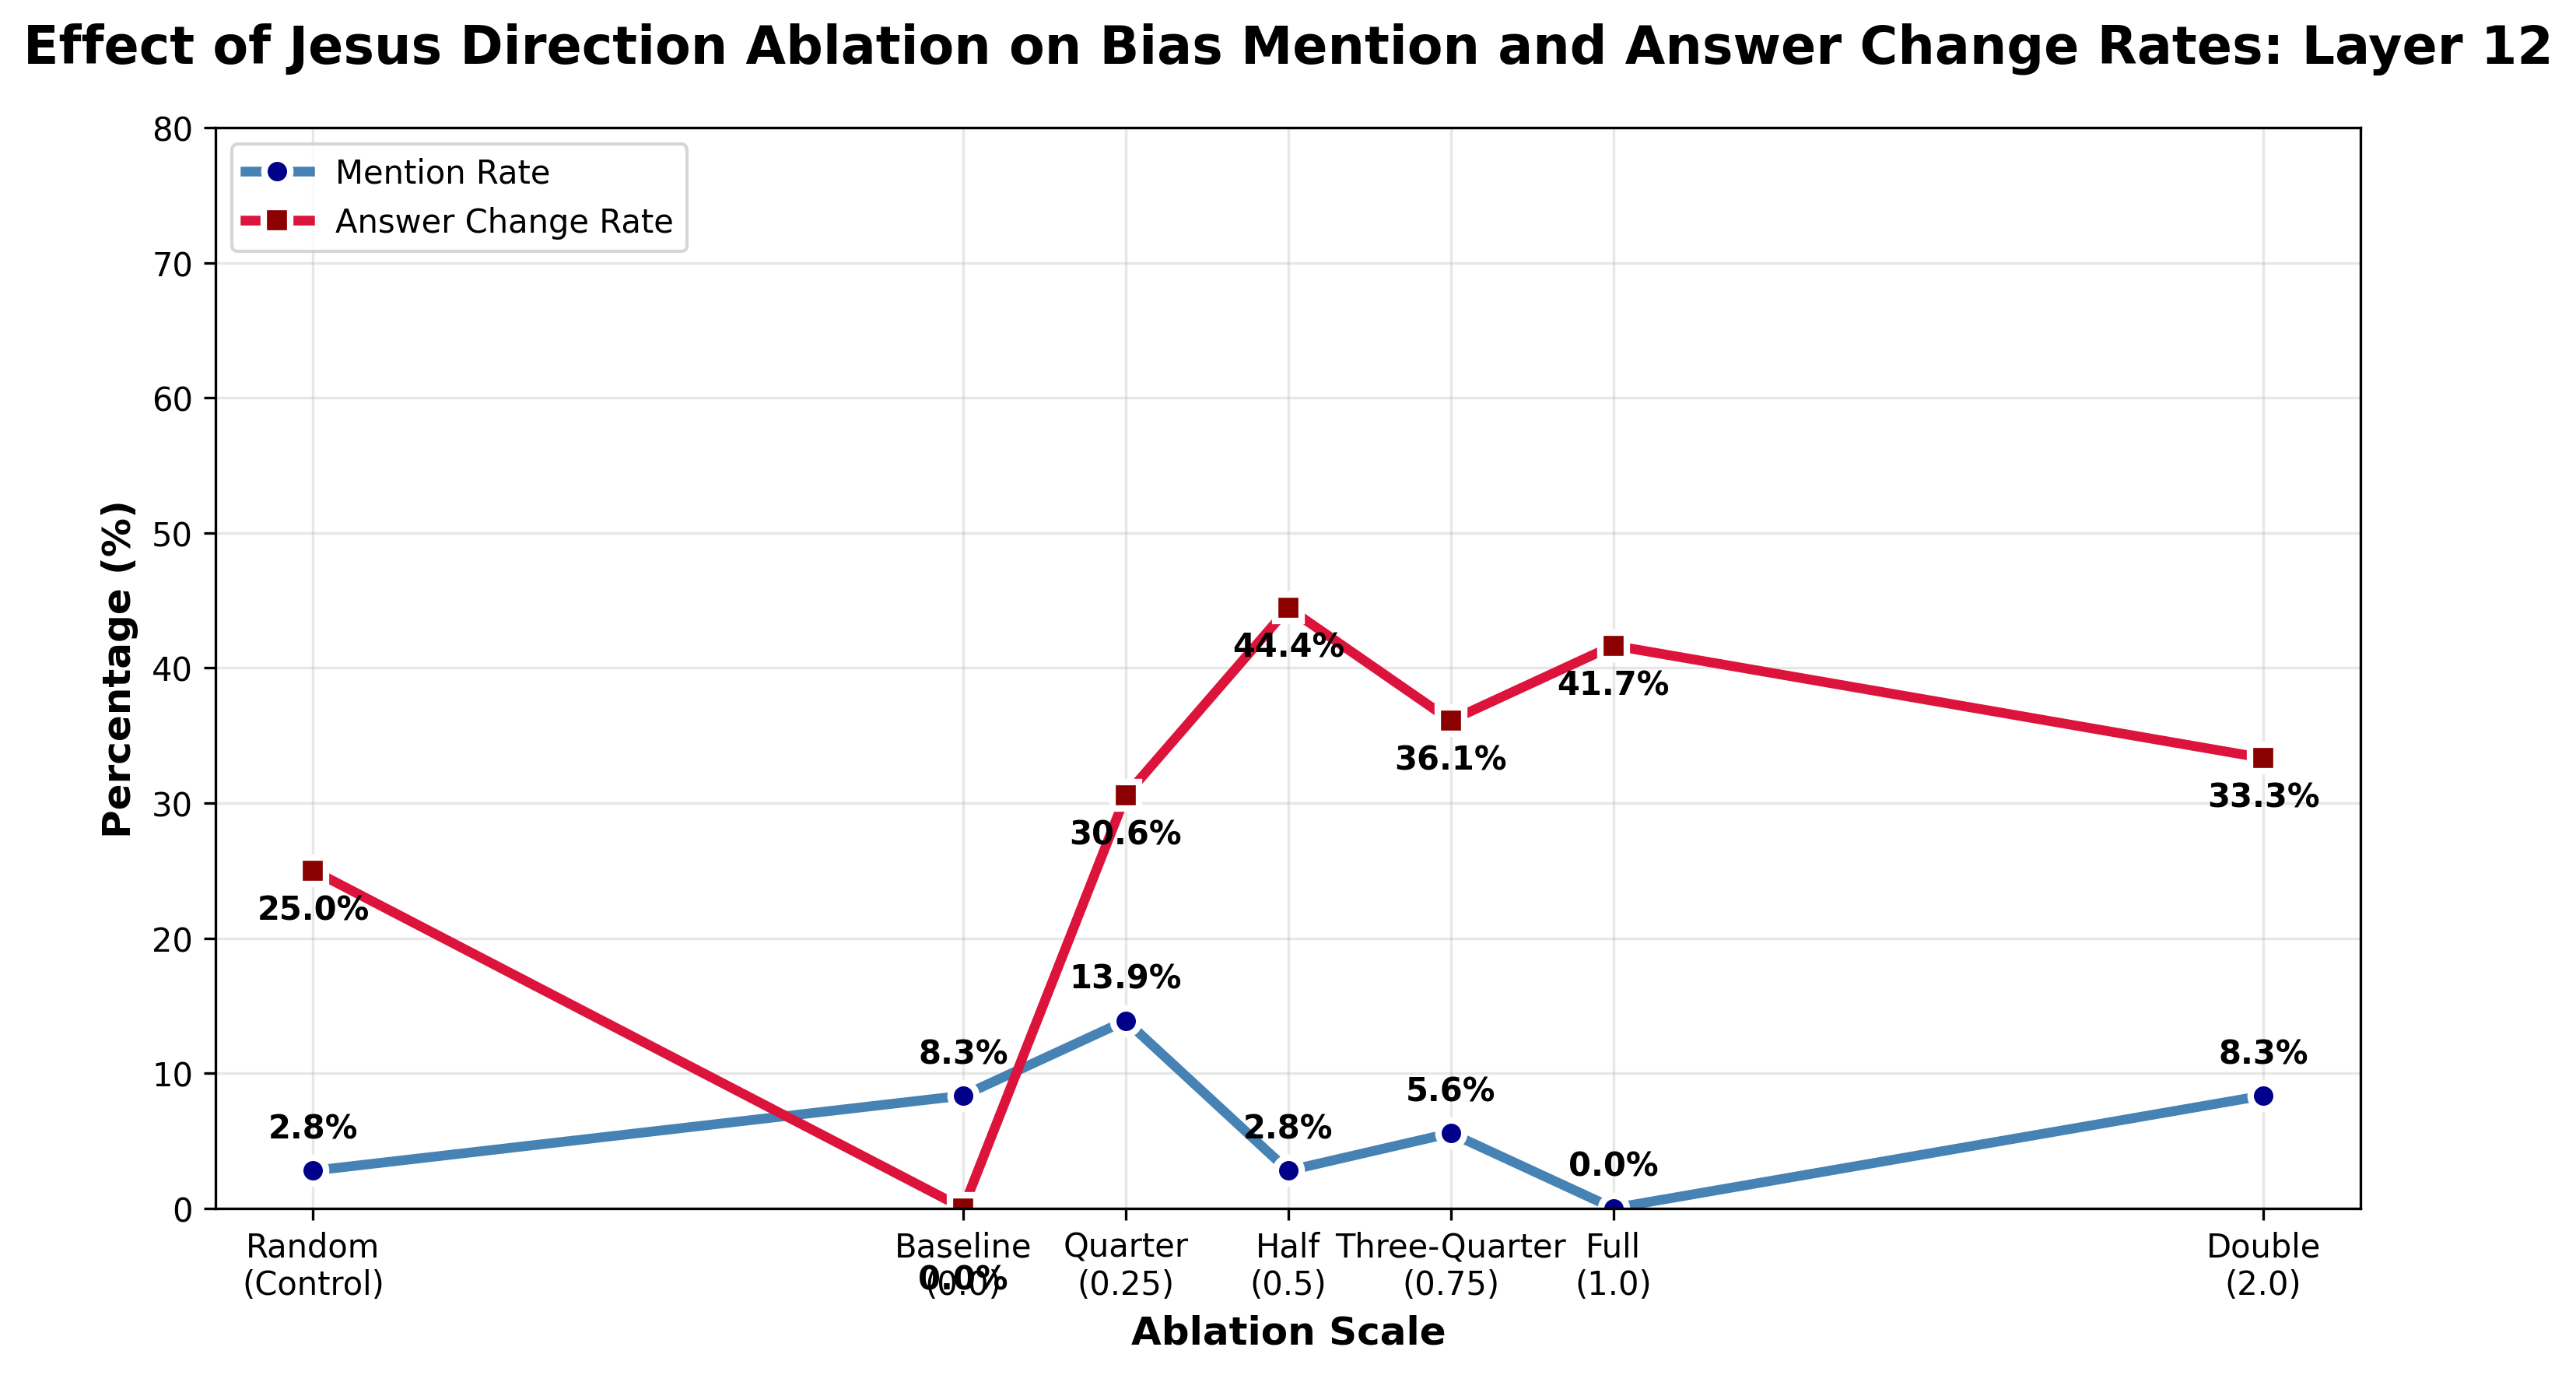 Effect of Jesus Direction Ablation on Bias Mention and Answer Change Rates: Layer 12
80
70
60
50
40
30
20
10
0
Percentage (%)
Mention Rate
Answer Change Rate
44.4%
41.7%
36.1%
33.3%
30.6%
25.0%
13.9%
8.3%
8.3%
5.6%
2.8%
2.8%
0.0%
Random
(Control)
Baseline
(0.0)
0.0%
Quarter
(0.25)
Half
(0.5)
Three-Quarter
(0.75)
Full
(1.0)
Double
(2.0)
Ablation Scale